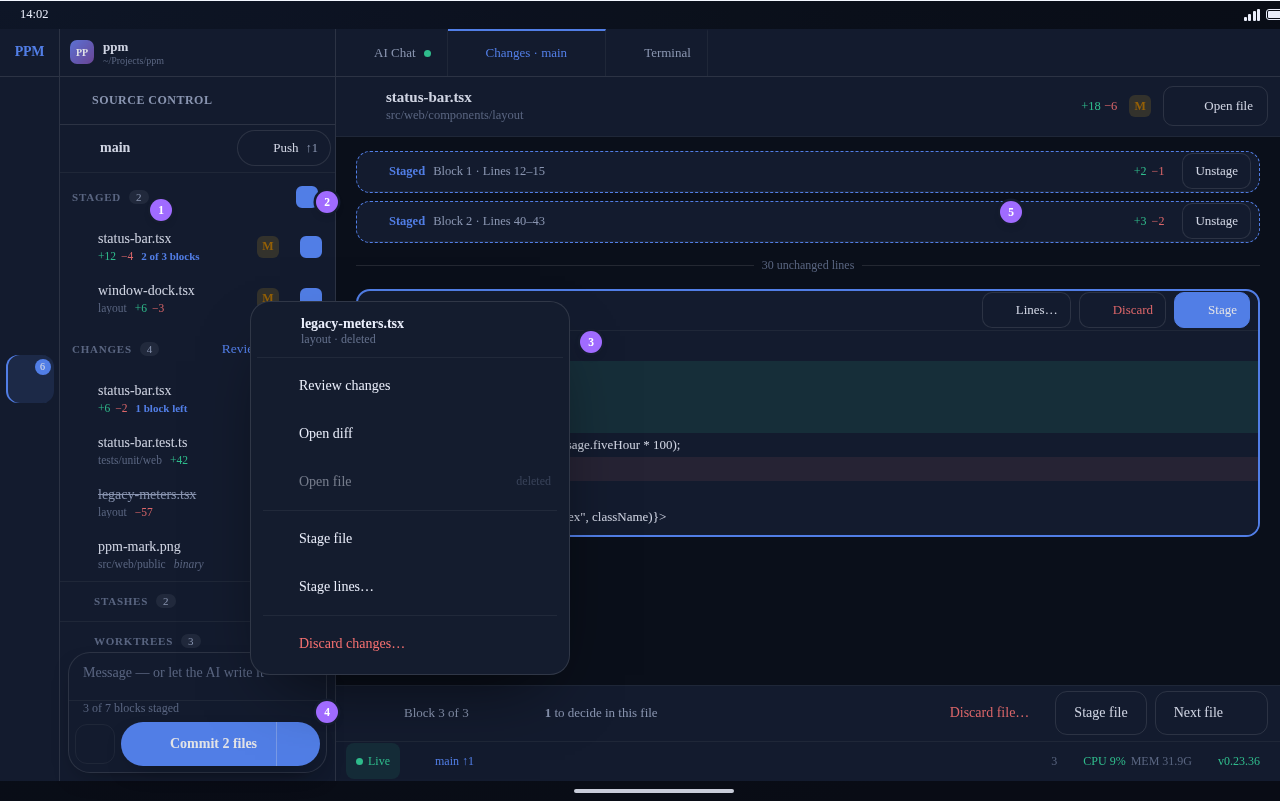 14:02
PPM
PP
ppm
~/Projects/ppm
AI Chat
Changes · main
Terminal
SOURCE CONTROL
main
Push ↑1
STAGED 2
1
2
status-bar.tsx
+12 −4 2 of 3 blocks
M
window-dock.tsx
layout +6 −3
M
CHANGES 4
6
status-bar.tsx
+6 −2 1 block left
status-bar.test.ts
tests/unit/web +42
legacy-meters.tsx
layout −57
ppm-mark.png
src/web/public binary
STASHES 2
WORKTREES 3
Message — or let the AI write it
3 of 7 blocks staged
4
Commit 2 files
status-bar.tsx
src/web/components/layout
+18 −6
M
Open file
Staged Block 1 · Lines 12–15
+2 −1
Unstage
Staged Block 2 · Lines 40–43
5
+3 −2
Unstage
30 unchanged lines
Lines…
Discard
Stage
3
sage.fiveHour * 100);
ex", className)}>
legacy-meters.tsx
layout · deleted
Review changes
Open diff
Open file
deleted
Stage file
Stage lines…
Discard changes…
Block 3 of 3
1 to decide in this file
Discard file…
Stage file
Next file
Live
main ↑1
3
CPU 9% MEM 31.9G
v0.23.36